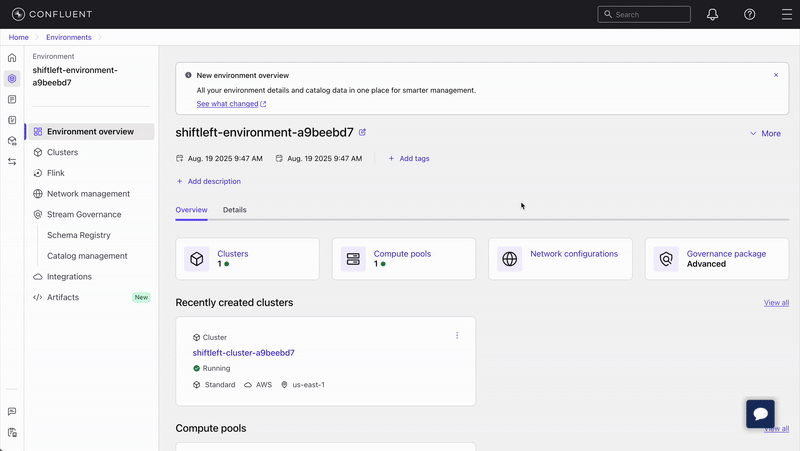 CONFLUENT
Search
Home
Environments
Environment
shiftleft-environment-
a9beebd7
Environment overview
Clusters
Flink
Network management
Stream Governance
Schema Registry
Catalog management
Integrations
Artifacts
New
New environment overview
All your environment details and catalog data in one place for smarter management.
See what changed
shiftleft-environment-a9beebd7
More
Aug. 19 2025 9:47 AM
Aug. 19 2025 9:47 AM
+ Add tags
+ Add description
Overview
Details
Clusters
1
Compute pools
1
Network configurations
Governance package
Advanced
Recently created clusters
View all
Cluster
shiftleft-cluster-a9beebd7
Running
Standard
AWS
us-east-1
Compute pools
View all